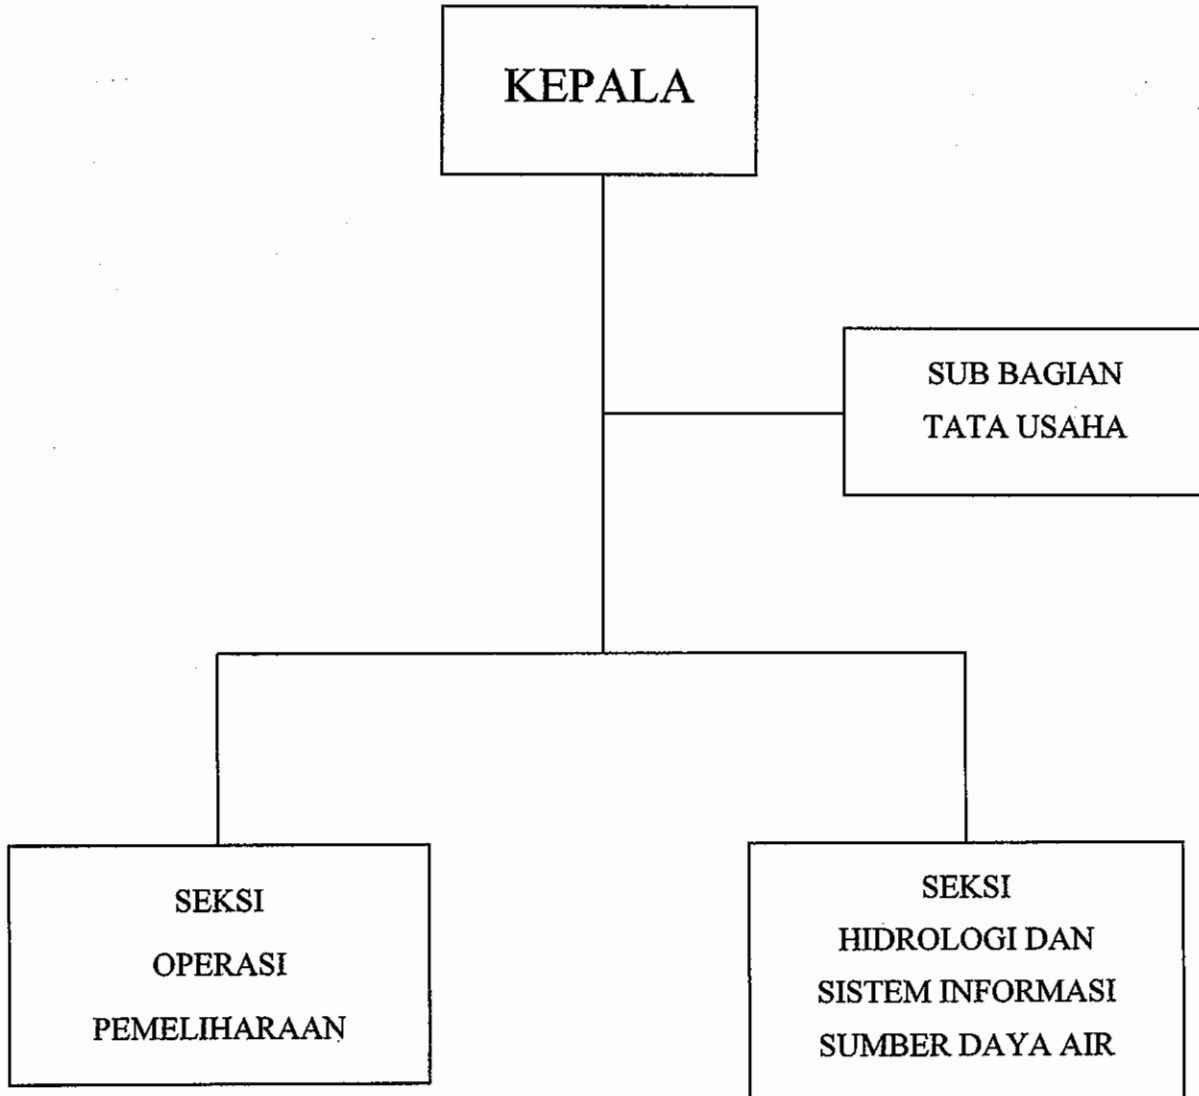 KEPALA
SUB BAGIAN
TATA USAHA
SEKSI
OPERASI
PEMELIHARAAN
SEKSI
HIDROLOGI DAN
SISTEM INFORMASI
SUMBER DAYA AIR